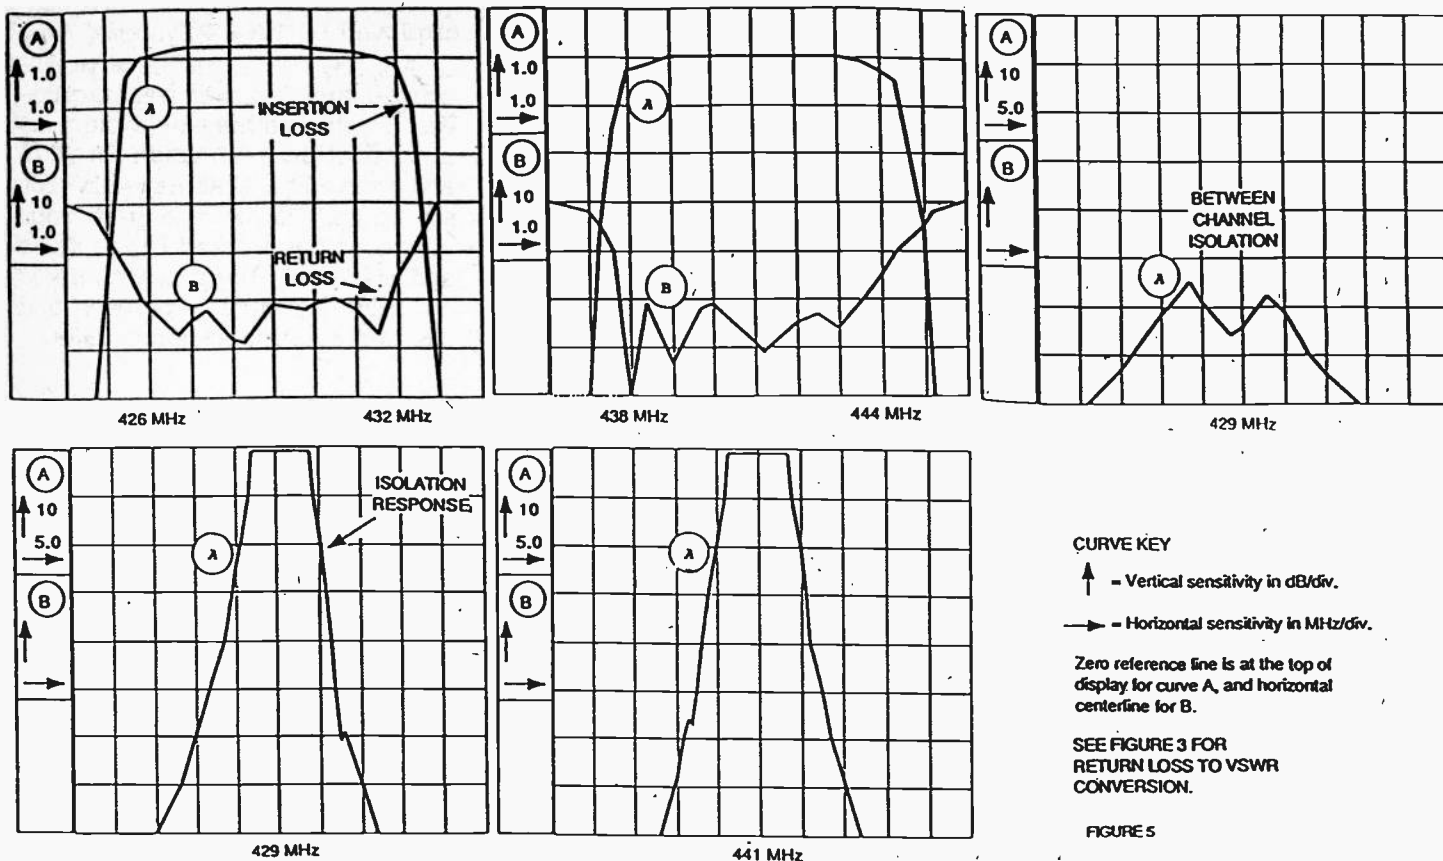 A
1.0
1.0
A
INSERTION
LOSS
B
10
1.0
RETURN
LOSS
B
426 MHz
432 MHz
A
1.0
1.0
A
B
10
1.0
B
438 MHz
444 MHz
A
10
5.0
B
BETWEEN
CHANNEL
ISOLATION
A
429 MHz
A
10
5.0
ISOLATION
RESPONSE
A
B
429 MHz
A
10
5.0
A
B
441 MHz
CURVE KEY
↑ = Vertical sensitivity in dB/div.
→ = Horizontal sensitivity in MHz/div.
Zero reference line is at the top of
display for curve A, and horizontal
centerline for B.
SEE FIGURE 3 FOR
RETURN LOSS TO VSWR
CONVERSION.
FIGURE 5